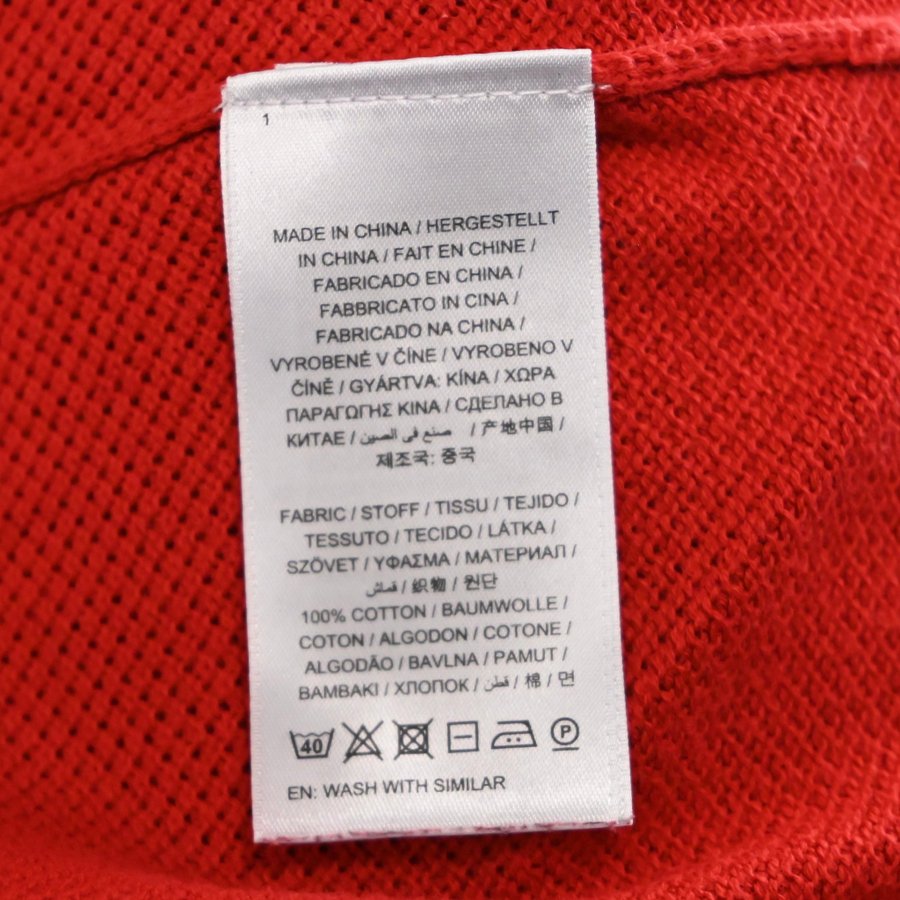 1
MADE IN CHINA / HERGESTELLT
IN CHINA / FAIT EN CHINE /
FABRICADO EN CHINA /
FABBRICATO IN CINA /
FABRICADO NA CHINA /
VYROBENÉ V ČÍNE / VYROBENO V
ČÍNĚ / GYÁRTVA: KÍNA / ΧΩΡΑ
ΠΑΡΑΓΩΓΗΣ ΚΙΝΑ / СДЕЛАНО В
КИТАЕ / صنع في الصين / 产地中国 /
제조국: 중국
FABRIC / STOFF / TISSU / TEJIDO /
TESSUTO / TECIDO / LÁTKA /
SZÖVET / ΥΦΑΣΜΑ / МАТЕРИАЛ /
قماش / 织物 / 원단
100% COTTON / BAUMWOLLE /
COTON / ALGODON / COTONE /
ALGODÃO / BAVLNA / PAMUT /
ΒΑΜΒΑΚΙ / ХЛОПОК / قطن / 棉 / 면
40 P
EN: WASH WITH SIMILAR